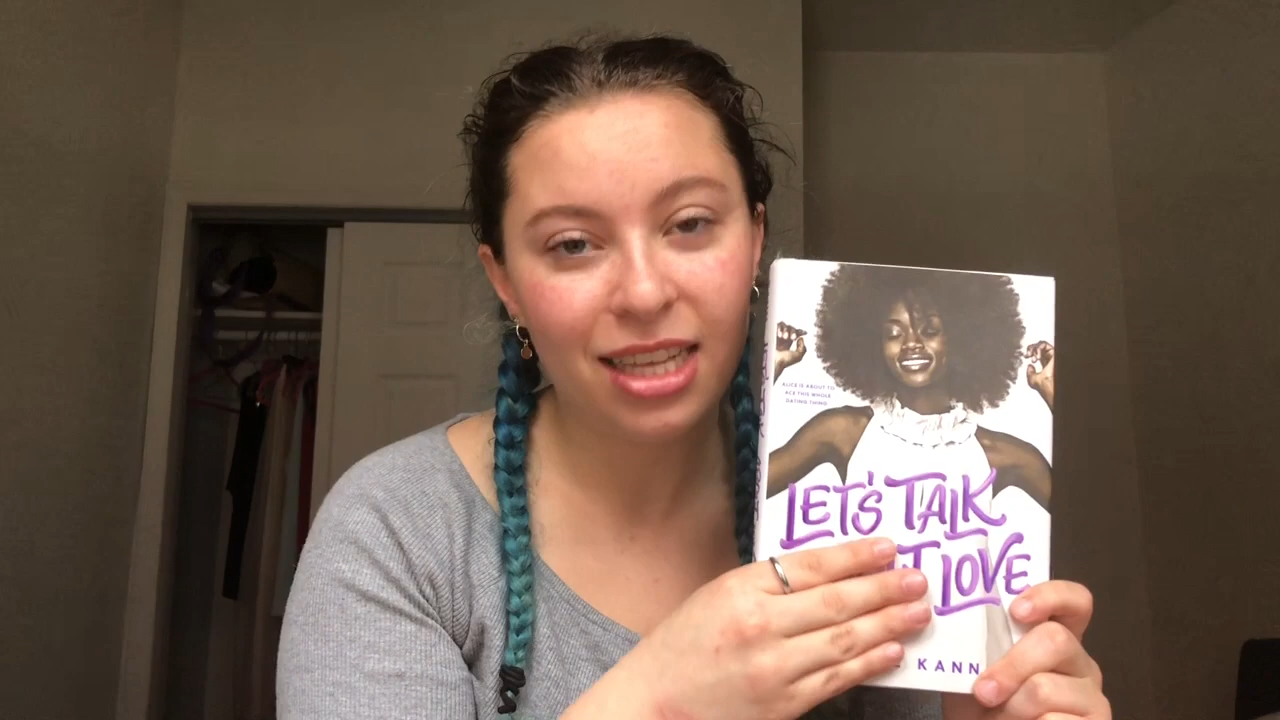 ALICE IS ABOUT TO
ACE THIS WHOLE
DATING THING
LET'S TALK
LOVE
KANN